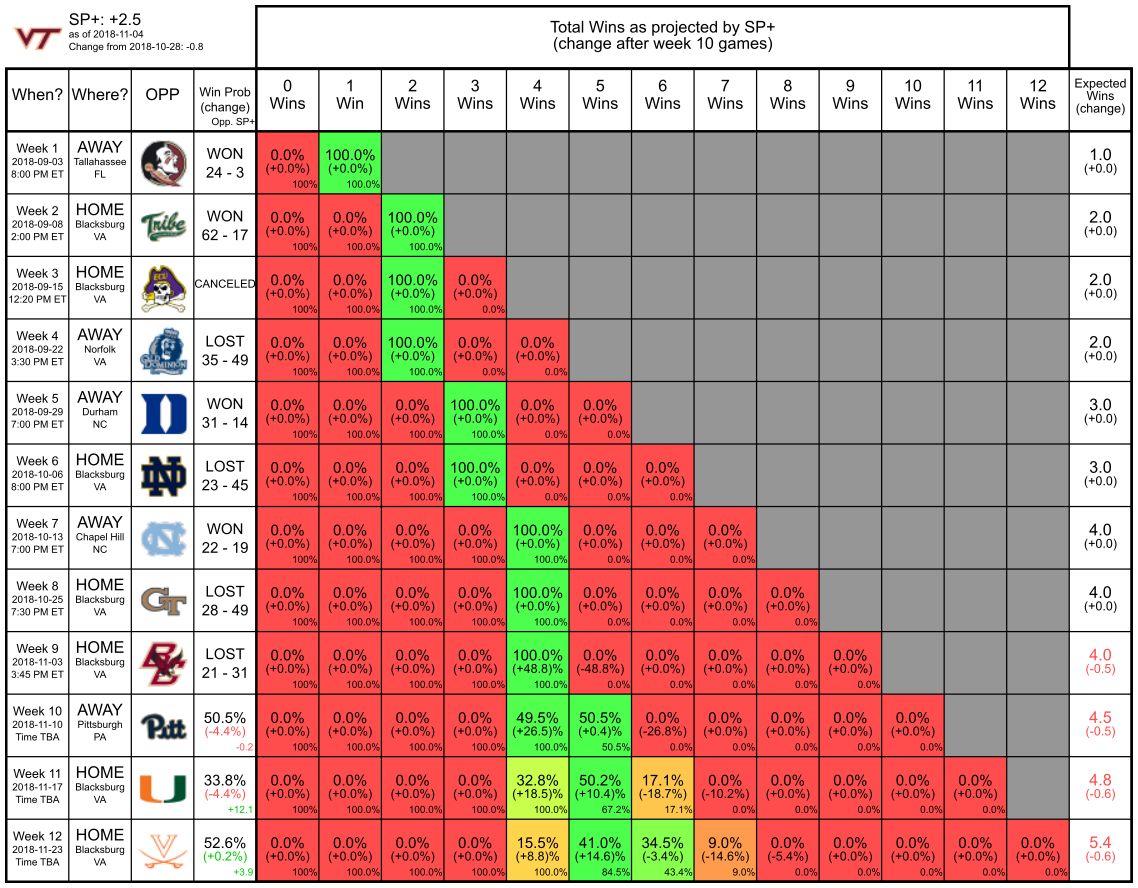 VT
SP+: +2.5
as of 2018-11-04
Change from 2018-10-28: -0.8
Total Wins as projected by SP+
(change after week 10 games)
When? Where? OPP Win Prob (change) Opp. SP+ 0 Wins 1 Win 2 Wins 3 Wins 4 Wins 5 Wins 6 Wins 7 Wins 8 Wins 9 Wins 10 Wins 11 Wins 12 Wins Expected Wins (change)
Week 1 AWAY WON 0.0% 100.0% 1.0
2018-09-03 Tallahassee 24 - 3 (+0.0%) (+0.0%) (+0.0)
8:00 PM ET FL 100% 100.0%
Week 2 HOME Tribe WON 0.0% 0.0% 100.0% 2.0
2018-09-08 Blacksburg 62 - 17 (+0.0%) (+0.0%) (+0.0%) (+0.0)
2:00 PM ET VA 100% 100.0% 100.0%
Week 3 HOME ECU CANCELED 0.0% 0.0% 100.0% 0.0% 2.0
2018-09-15 Blacksburg (+0.0%) (+0.0%) (+0.0%) (+0.0%) (+0.0)
12:20 PM ET VA 100% 100.0% 100.0% 0.0%
Week 4 AWAY OLD DOMINION LOST 0.0% 0.0% 100.0% 0.0% 0.0% 2.0
2018-09-22 Norfolk 35 - 49 (+0.0%) (+0.0%) (+0.0%) (+0.0%) (+0.0%) (+0.0)
3:30 PM ET VA 100% 100.0% 100.0% 0.0% 0.0%
Week 5 AWAY D WON 0.0% 0.0% 0.0% 100.0% 0.0% 0.0% 3.0
2018-09-29 Durham 31 - 14 (+0.0%) (+0.0%) (+0.0%) (+0.0%) (+0.0%) (+0.0%) (+0.0)
7:00 PM ET NC 100% 100.0% 100.0% 100.0% 0.0% 0.0%
Week 6 HOME ND LOST 0.0% 0.0% 0.0% 100.0% 0.0% 0.0% 0.0% 3.0
2018-10-06 Blacksburg 23 - 45 (+0.0%) (+0.0%) (+0.0%) (+0.0%) (+0.0%) (+0.0%) (+0.0%) (+0.0)
8:00 PM ET VA 100% 100.0% 100.0% 100.0% 0.0% 0.0% 0.0%
Week 7 AWAY NC WON 0.0% 0.0% 0.0% 0.0% 100.0% 0.0% 0.0% 0.0% 4.0
2018-10-13 Chapel Hill 22 - 19 (+0.0%) (+0.0%) (+0.0%) (+0.0%) (+0.0%) (+0.0%) (+0.0%) (+0.0%) (+0.0)
7:00 PM ET NC 100% 100.0% 100.0% 100.0% 100.0% 0.0% 0.0% 0.0%
Week 8 HOME GT LOST 0.0% 0.0% 0.0% 0.0% 100.0% 0.0% 0.0% 0.0% 0.0% 4.0
2018-10-25 Blacksburg 28 - 49 (+0.0%) (+0.0%) (+0.0%) (+0.0%) (+0.0%) (+0.0%) (+0.0%) (+0.0%) (+0.0%) (+0.0)
7:30 PM ET VA 100% 100.0% 100.0% 100.0% 100.0% 0.0% 0.0% 0.0% 0.0%
Week 9 HOME BC LOST 0.0% 0.0% 0.0% 0.0% 100.0% 0.0% 0.0% 0.0% 0.0% 0.0% 4.0
2018-11-03 Blacksburg 21 - 31 (+0.0%) (+0.0%) (+0.0%) (+0.0%) (+48.8)% (-48.8%) (+0.0%) (+0.0%) (+0.0%) (+0.0%) (-0.5)
3:45 PM ET VA 100% 100.0% 100.0% 100.0% 100.0% 0.0% 0.0% 0.0% 0.0% 0.0%
Week 10 AWAY Pitt 50.5% 0.0% 0.0% 0.0% 0.0% 49.5% 50.5% 0.0% 0.0% 0.0% 0.0% 0.0% 4.5
2018-11-10 Pittsburgh (-4.4%) (+0.0%) (+0.0%) (+0.0%) (+0.0%) (+26.5)% (+0.4)% (-26.8%) (+0.0%) (+0.0%) (+0.0%) (+0.0%) (-0.5)
Time TBA PA -0.2 100% 100.0% 100.0% 100.0% 100.0% 50.5% 0.0% 0.0% 0.0% 0.0% 0.0%
Week 11 HOME U 33.8% 0.0% 0.0% 0.0% 0.0% 32.8% 50.2% 17.1% 0.0% 0.0% 0.0% 0.0% 0.0% 4.8
2018-11-17 Blacksburg (-4.4%) (+0.0%) (+0.0%) (+0.0%) (+0.0%) (+18.5)% (+10.4)% (-18.7%) (-10.2%) (+0.0%) (+0.0%) (+0.0%) (+0.0%) (-0.6)
Time TBA VA +12.1 100% 100.0% 100.0% 100.0% 100.0% 67.2% 17.1% 0.0% 0.0% 0.0% 0.0% 0.0%
Week 12 HOME V 52.6% 0.0% 0.0% 0.0% 0.0% 15.5% 41.0% 34.5% 9.0% 0.0% 0.0% 0.0% 0.0% 0.0% 5.4
2018-11-23 Blacksburg (+0.2%) (+0.0%) (+0.0%) (+0.0%) (+0.0%) (+8.8)% (+14.6)% (-3.4%) (-14.6%) (-5.4%) (+0.0%) (+0.0%) (+0.0%) (+0.0%) (-0.6)
Time TBA VA +3.9 100% 100.0% 100.0% 100.0% 100.0% 84.5% 43.4% 9.0% 0.0% 0.0% 0.0% 0.0% 0.0%